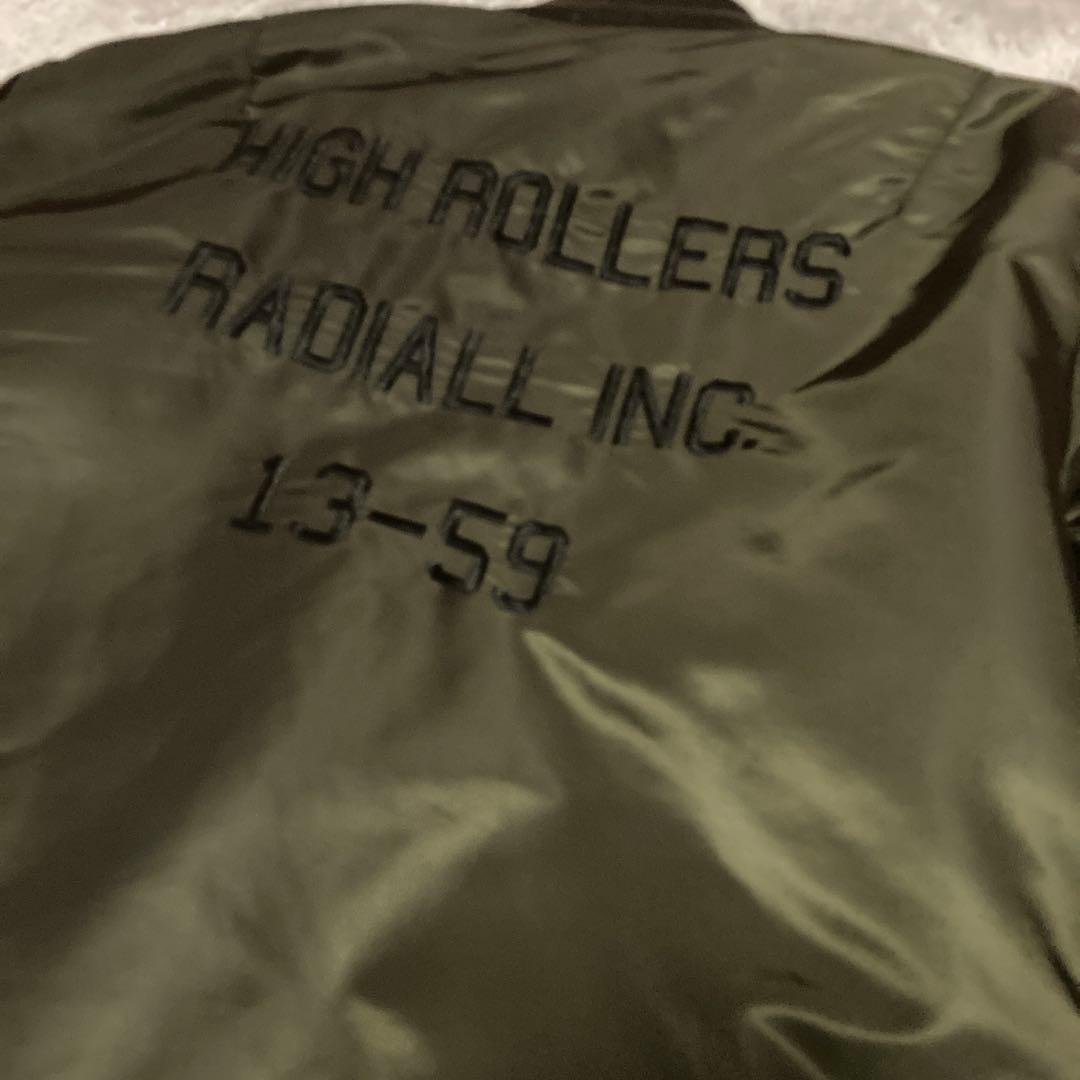 HIGH ROLLERS
RADIALL INC.
13-59